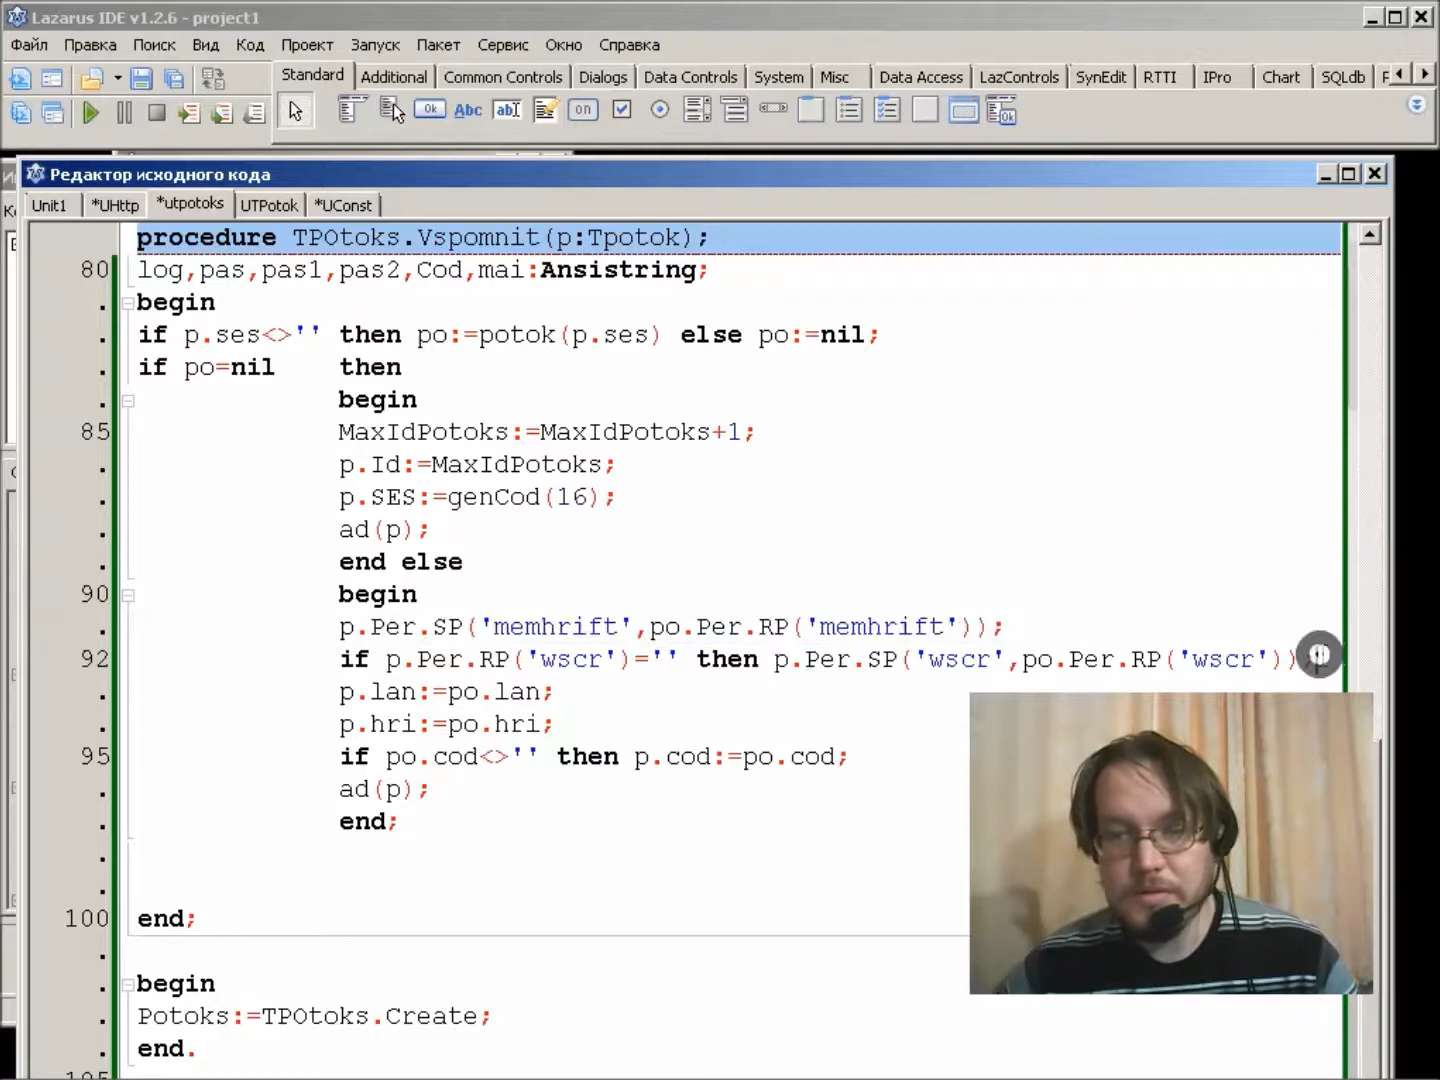 Lazarus IDE v1.2.6 - project1
Файл Правка Поиск Вид Код Проект Запуск Пакет Сервис Окно Справка
Standard Additional Common Controls Dialogs Data Controls System Misc Data Access LazControls SynEdit RTTI IPro Chart SQLdb
Ok Abc abI on Ok
Редактор исходного кода
Unit1 *UHttp *utpotoks UTPotok *UConst
procedure TPOtoks.Vspomnit(p:Tpotok);
80 log,pas,pas1,pas2,Cod,mai:Ansistring;
. begin
. if p.ses<>'' then po:=potok(p.ses) else po:=nil;
. if po=nil then
. begin
85 MaxIdPotoks:=MaxIdPotoks+1;
. p.Id:=MaxIdPotoks;
. p.SES:=genCod(16);
. ad(p);
. end else
90 begin
. p.Per.SP('memhrift',po.Per.RP('memhrift'));
92 if p.Per.RP('wscr')='' then p.Per.SP('wscr',po.Per.RP('wscr'));
. p.lan:=po.lan;
. p.hri:=po.hri;
95 if po.cod<>'' then p.cod:=po.cod;
. ad(p);
. end;
.
.
100 end;
.
. begin
. Potoks:=TPOtoks.Create;
. end.
105